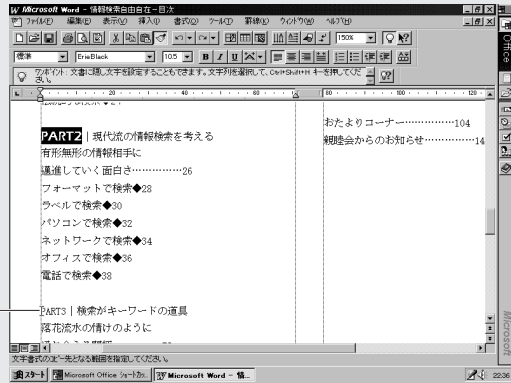 Microsoft Word - 情報検索自由自在-目次
ファイル(F) 編集(E) 表示(V) 挿入(I) 書式(O) ツール(T) 罫線(K) ウィンドウ(W) ヘルプ(H)
150%
標準 ErieBlack 10.5 B I U
ワポイント: 文書に隠し文字を設定することもできます。文字列を選択して、Ctrl+Shift+H キーを押してくだ
さい。
Office
おたよりコーナー……………104
PART2|現代流の情報検索を考える
親睦会からのお知らせ……………14
有形無形の情報相手に
邁進していく面白さ……………26
フォーマットで検索◆28
ラベルで検索◆30
パソコンで検索◆32
ネットワークで検索◆34
オフィスで検索◆36
電話で検索◆38
PART3|検索がキーワードの道具
落花流水の情けのように
Microsoft
文字書式のコピー先となる範囲を指定してください。
スタート Microsoft Office ショートカッ... Microsoft Word - 情... 22:36